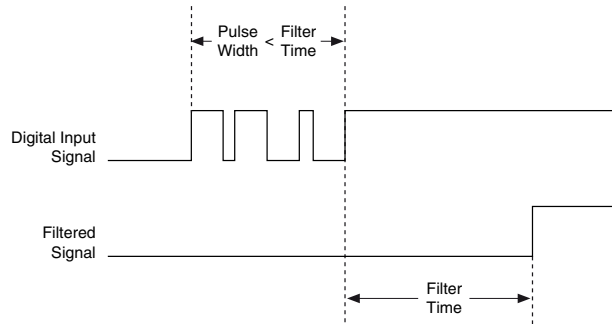 Pulse Width < Filter Time
Digital Input
Signal
Filtered
Signal
Filter
Time